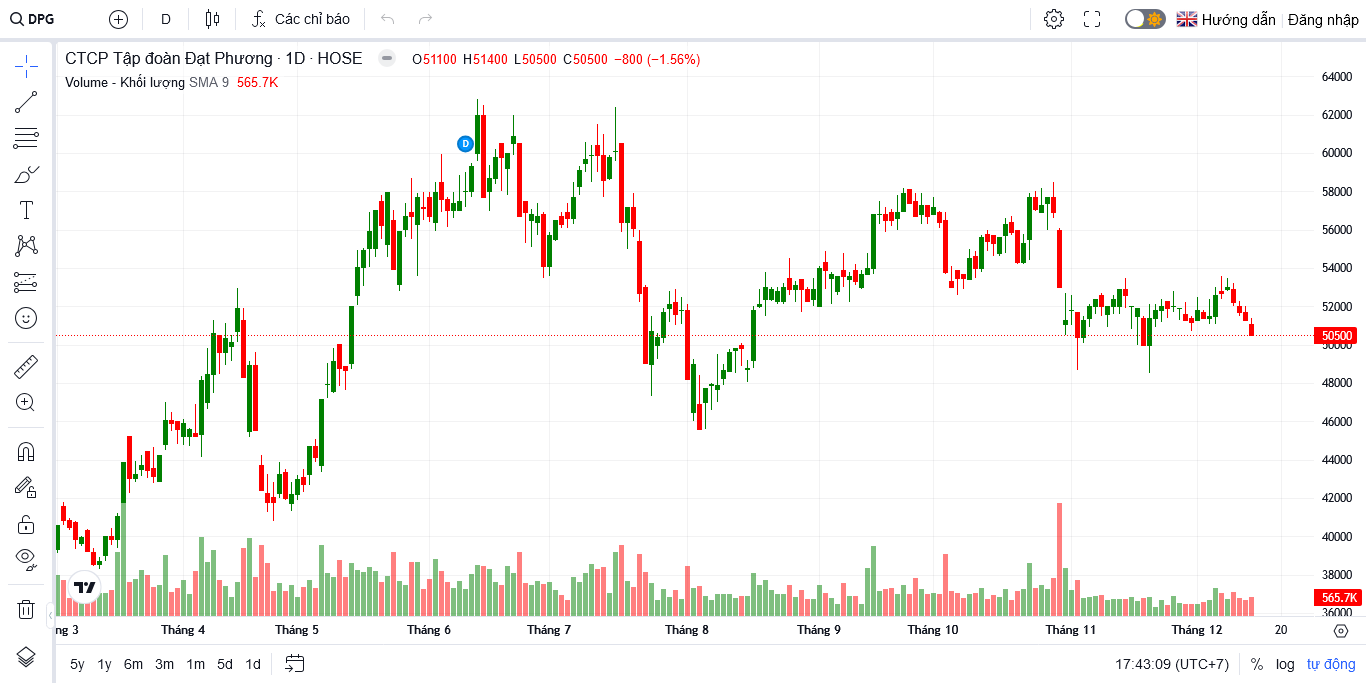 DPG D Các chỉ báo Hướng dẫn Đăng nhập
CTCP Tập đoàn Đạt Phương · 1D · HOSE O51100 H51400 L50500 C50500 −800 (−1.56%)
Volume - Khối lượng SMA 9 565.7K
64000
62000
D
60000
58000
56000
54000
52000
50500
50000
48000
46000
44000
42000
40000
38000
565.7K
36000
ng 3 Tháng 4 Tháng 5 Tháng 6 Tháng 7 Tháng 8 Tháng 9 Tháng 10 Tháng 11 Tháng 12 20
5y 1y 6m 3m 1m 5d 1d 17:43:09 (UTC+7) % log tự động